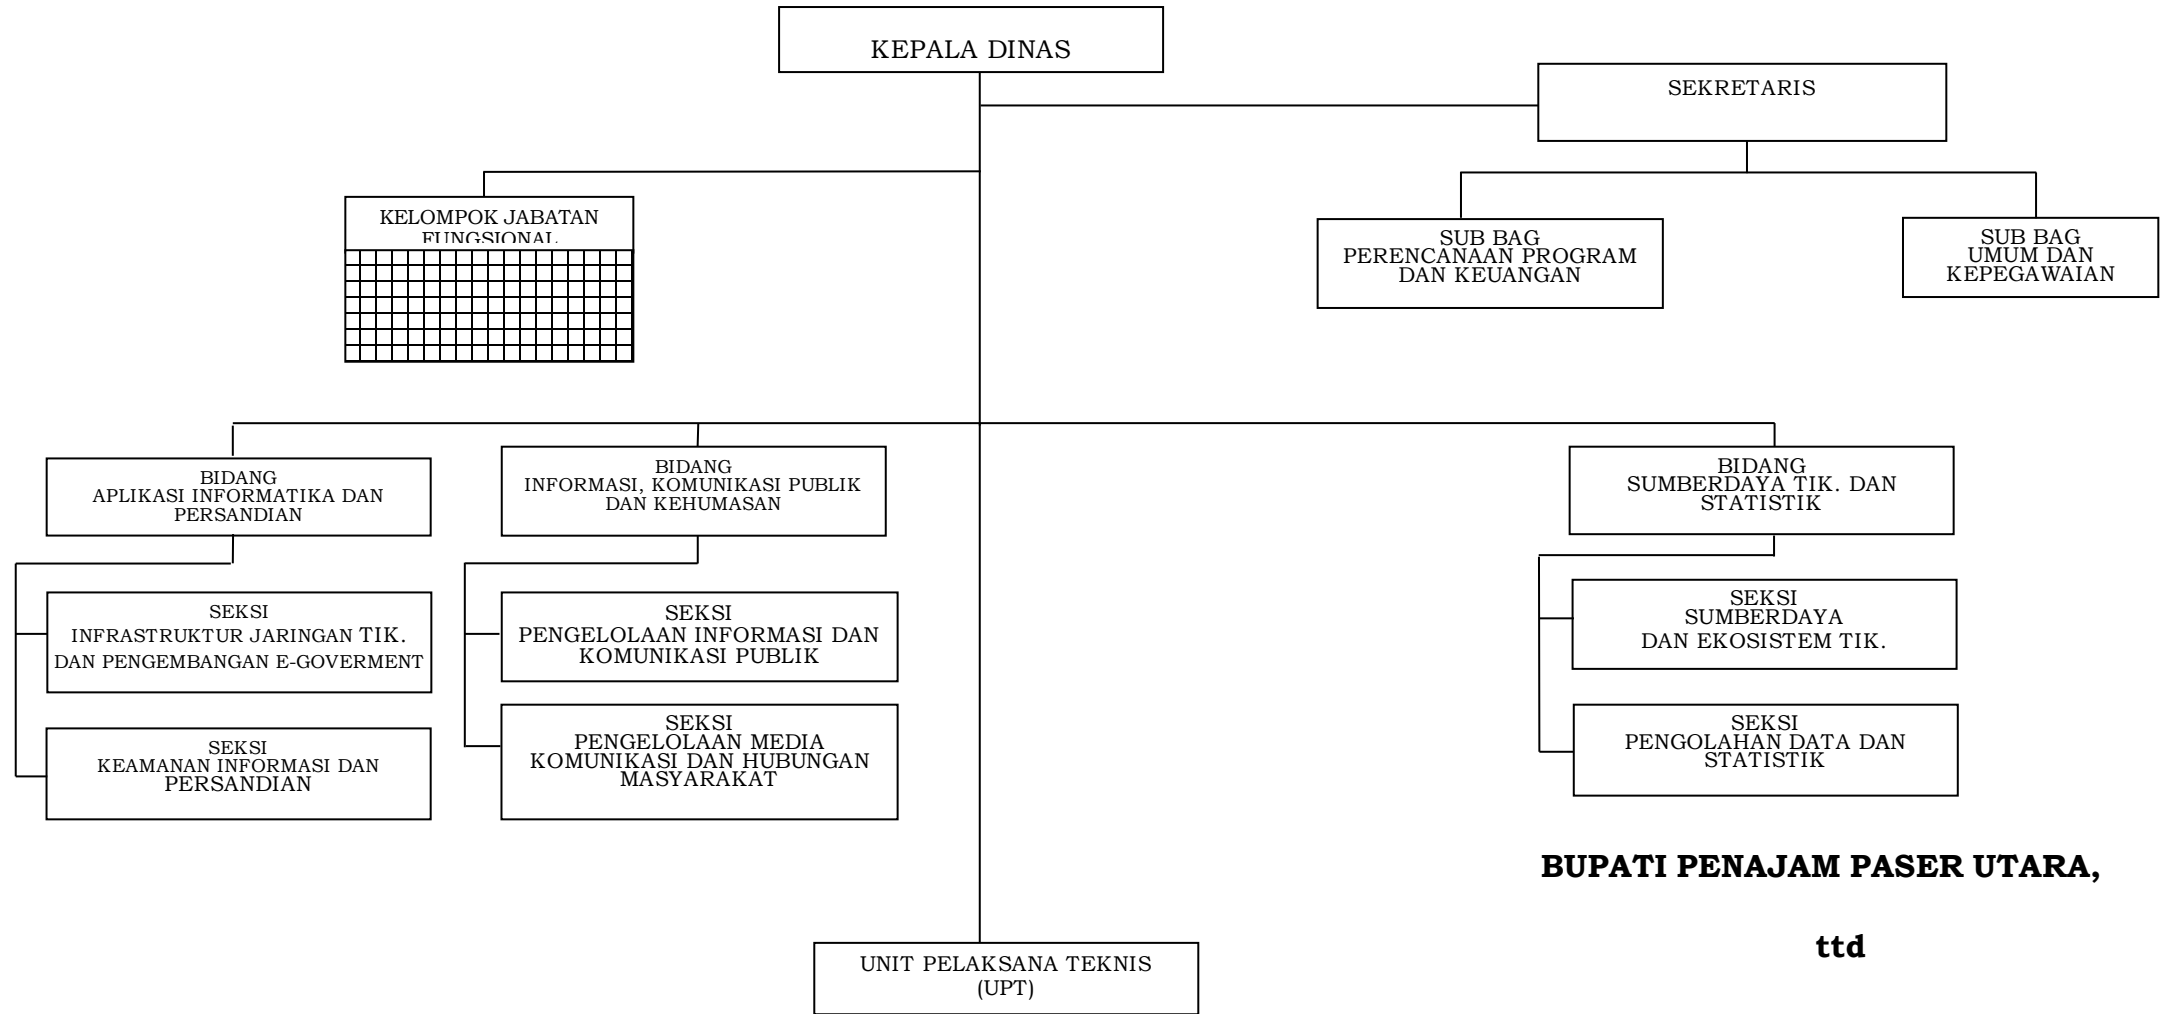 KEPALA DINAS
SEKRETARIS
KELOMPOK JABATAN
FUNGSIONAL
SUB BAG
PERENCANAAN PROGRAM
DAN KEUANGAN
SUB BAG
UMUM DAN
KEPEGAWAIAN
BIDANG
APLIKASI INFORMATIKA DAN
PERSANDIAN
BIDANG
INFORMASI, KOMUNIKASI PUBLIK
DAN KEHUMASAN
BIDANG
SUMBERDAYA TIK. DAN
STATISTIK
SEKSI
INFRASTRUKTUR JARINGAN TIK.
DAN PENGEMBANGAN E-GOVERMENT
SEKSI
PENGELOLAAN INFORMASI DAN
KOMUNIKASI PUBLIK
SEKSI
SUMBERDAYA
DAN EKOSISTEM TIK.
SEKSI
KEAMANAN INFORMASI DAN
PERSANDIAN
SEKSI
PENGELOLAAN MEDIA
KOMUNIKASI DAN HUBUNGAN
MASYARAKAT
SEKSI
PENGOLAHAN DATA DAN
STATISTIK
BUPATI PENAJAM PASER UTARA,
ttd
UNIT PELAKSANA TEKNIS
(UPT)